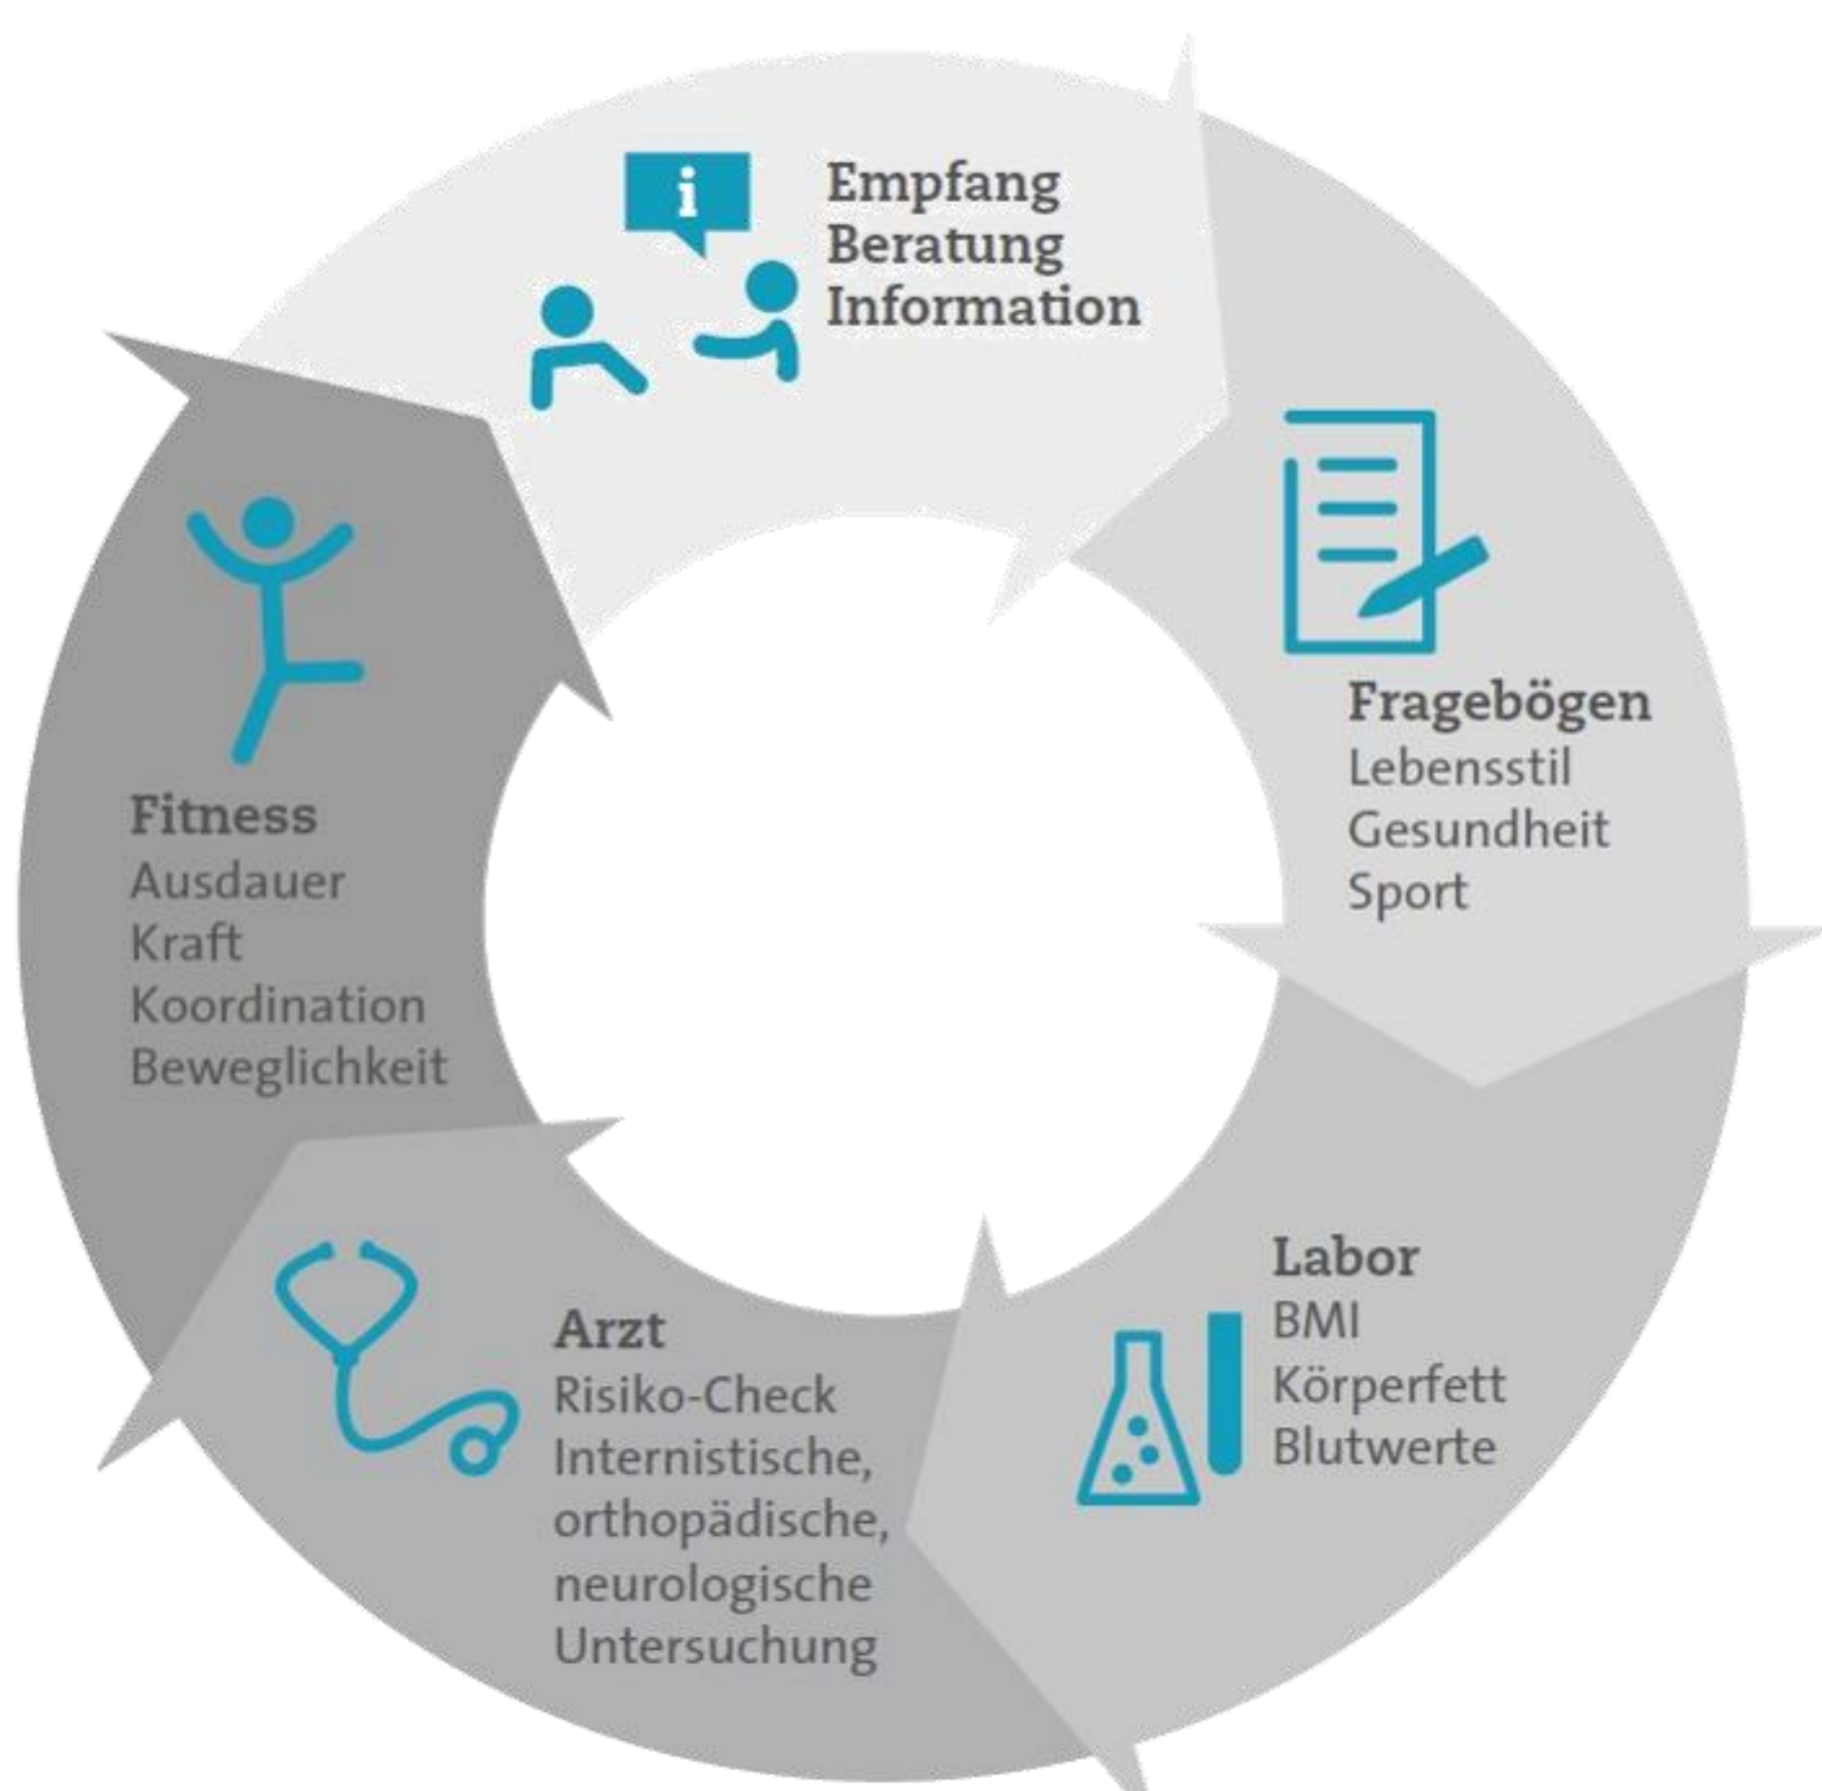 i
Empfang
Beratung
Information
Fragebögen
Lebensstil
Gesundheit
Sport
Labor
BMI
Körperfett
Blutwerte
Arzt
Risiko-Check
Internistische,
orthopädische,
neurologische
Untersuchung
Fitness
Ausdauer
Kraft
Koordination
Beweglichkeit